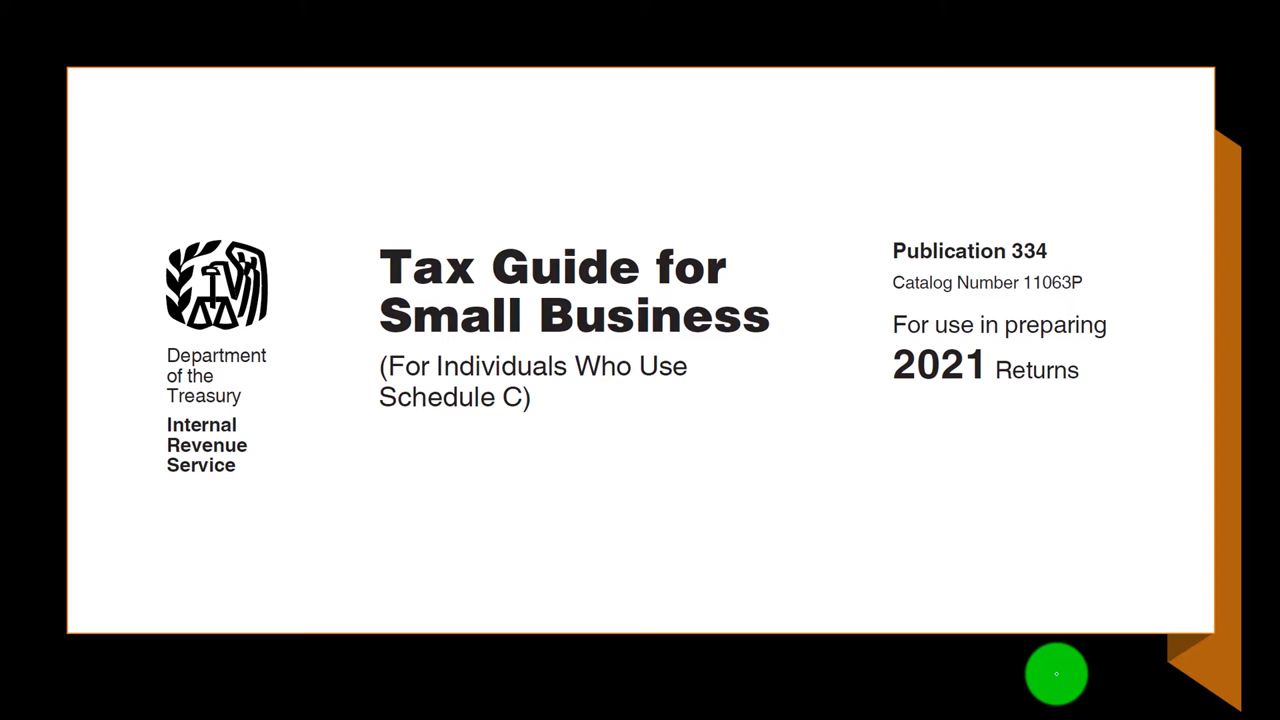 Department
of the
Treasury
Internal
Revenue
Service
Tax Guide for
Small Business
(For Individuals Who Use
Schedule C)
Publication 334
Catalog Number 11063P
For use in preparing
2021 Returns